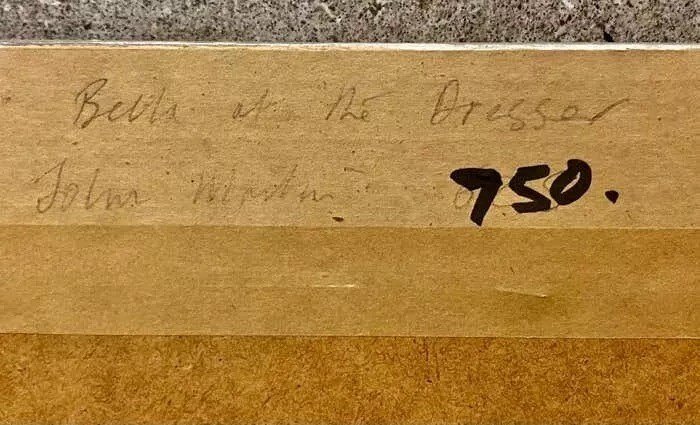 Bella at the Dresser
John 950.